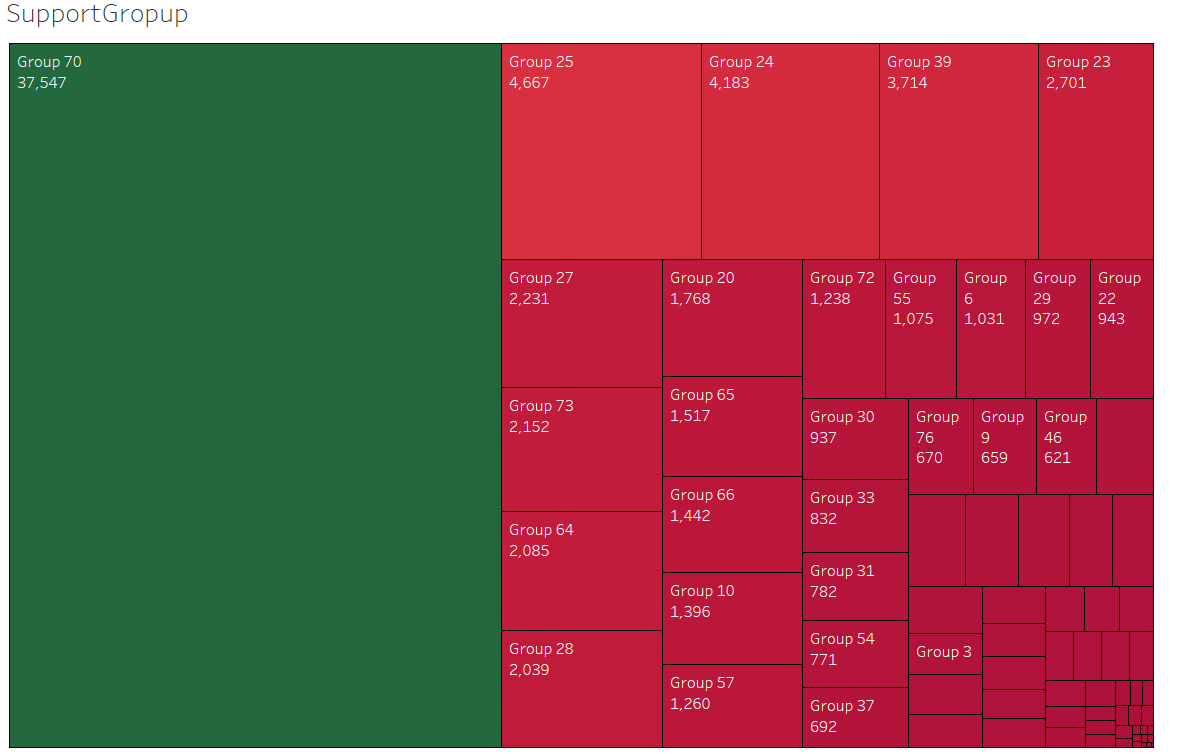 SupportGropup
Group 70
37,547
Group 25
4,667
Group 24
4,183
Group 39
3,714
Group 23
2,701
Group 27
2,231
Group 73
2,152
Group 64
2,085
Group 28
2,039
Group 20
1,768
Group 65
1,517
Group 66
1,442
Group 10
1,396
Group 57
1,260
Group 72
1,238
Group
55
1,075
Group
6
1,031
Group
29
972
Group
22
943
Group 30
937
Group 33
832
Group 31
782
Group 54
771
Group 37
692
Group
76
670
Group
9
659
Group
46
621
Group 3